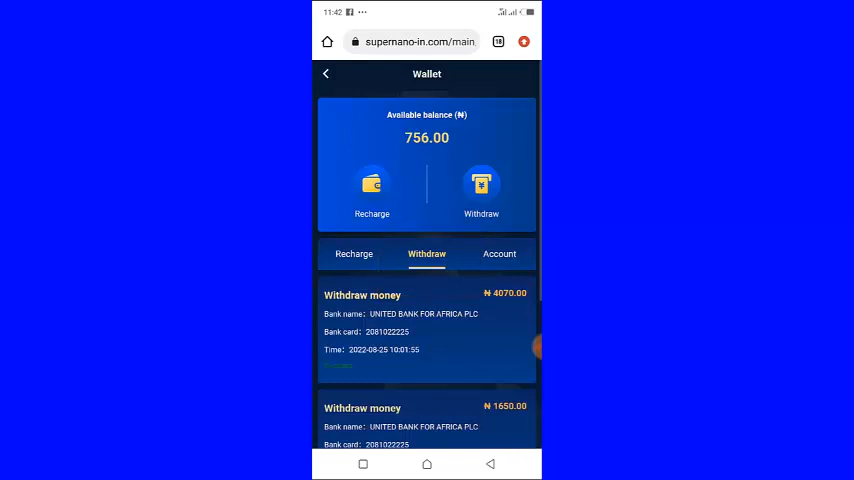 11:42
18
supernano-in.com/main
Wallet
Available balance (₦)
756.00
Recharge
Withdraw
Recharge
Withdraw
Account
Withdraw money
₦ 4070.00
Bank name: UNITED BANK FOR AFRICA PLC
Bank card: 2081022225
Time: 2022-08-25 10:01:55
Withdraw money
₦ 1650.00
Bank name: UNITED BANK FOR AFRICA PLC
Bank card: 2081022225